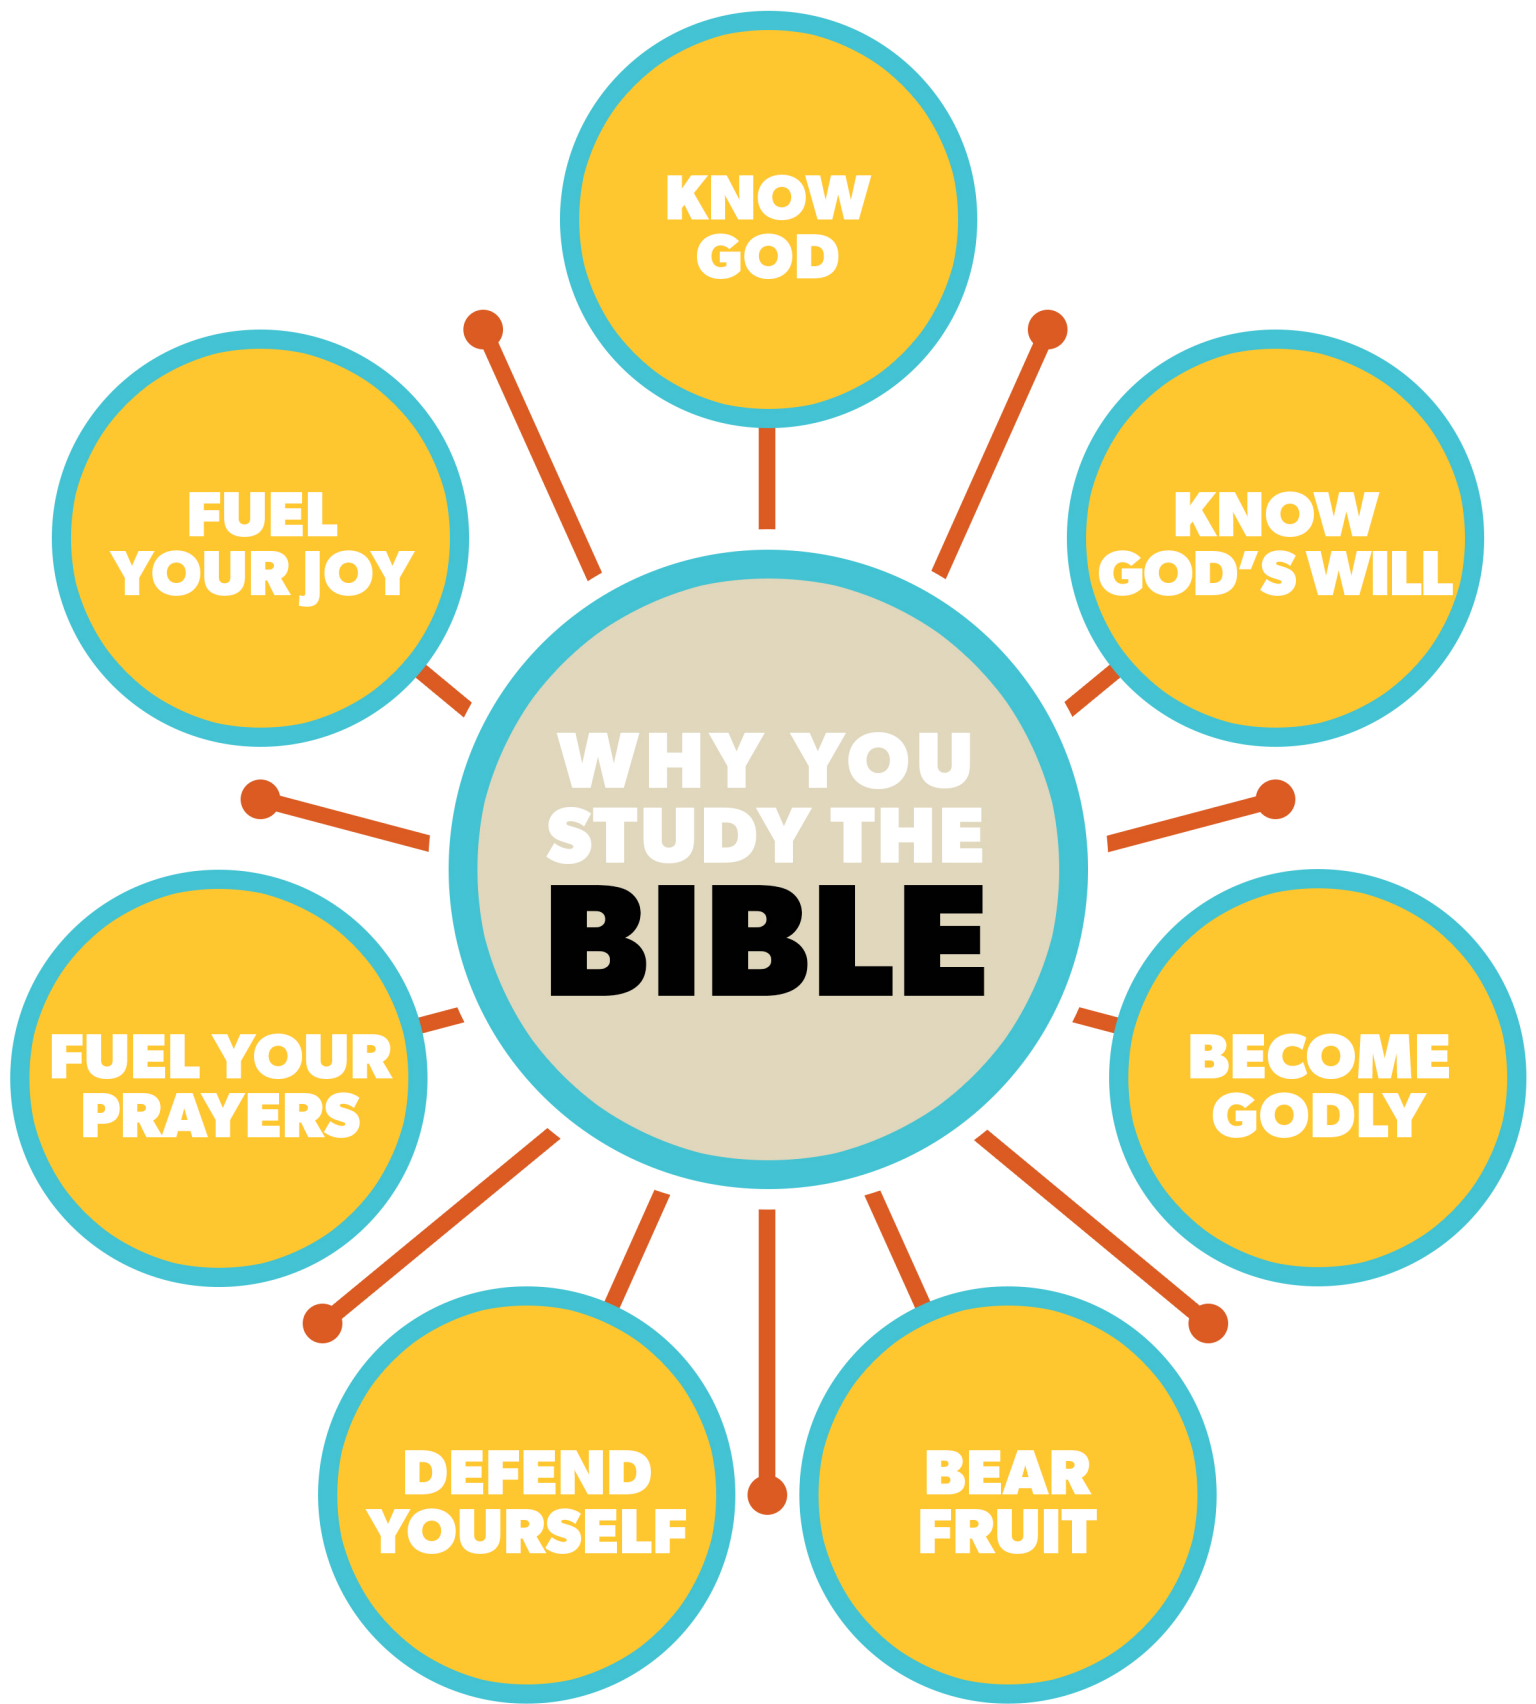 KNOW
GOD
FUEL
YOUR JOY
KNOW
GOD'S WILL
WHY YOU
STUDY THE
BIBLE
FUEL YOUR
PRAYERS
BECOME
GODLY
DEFEND
YOURSELF
BEAR
FRUIT